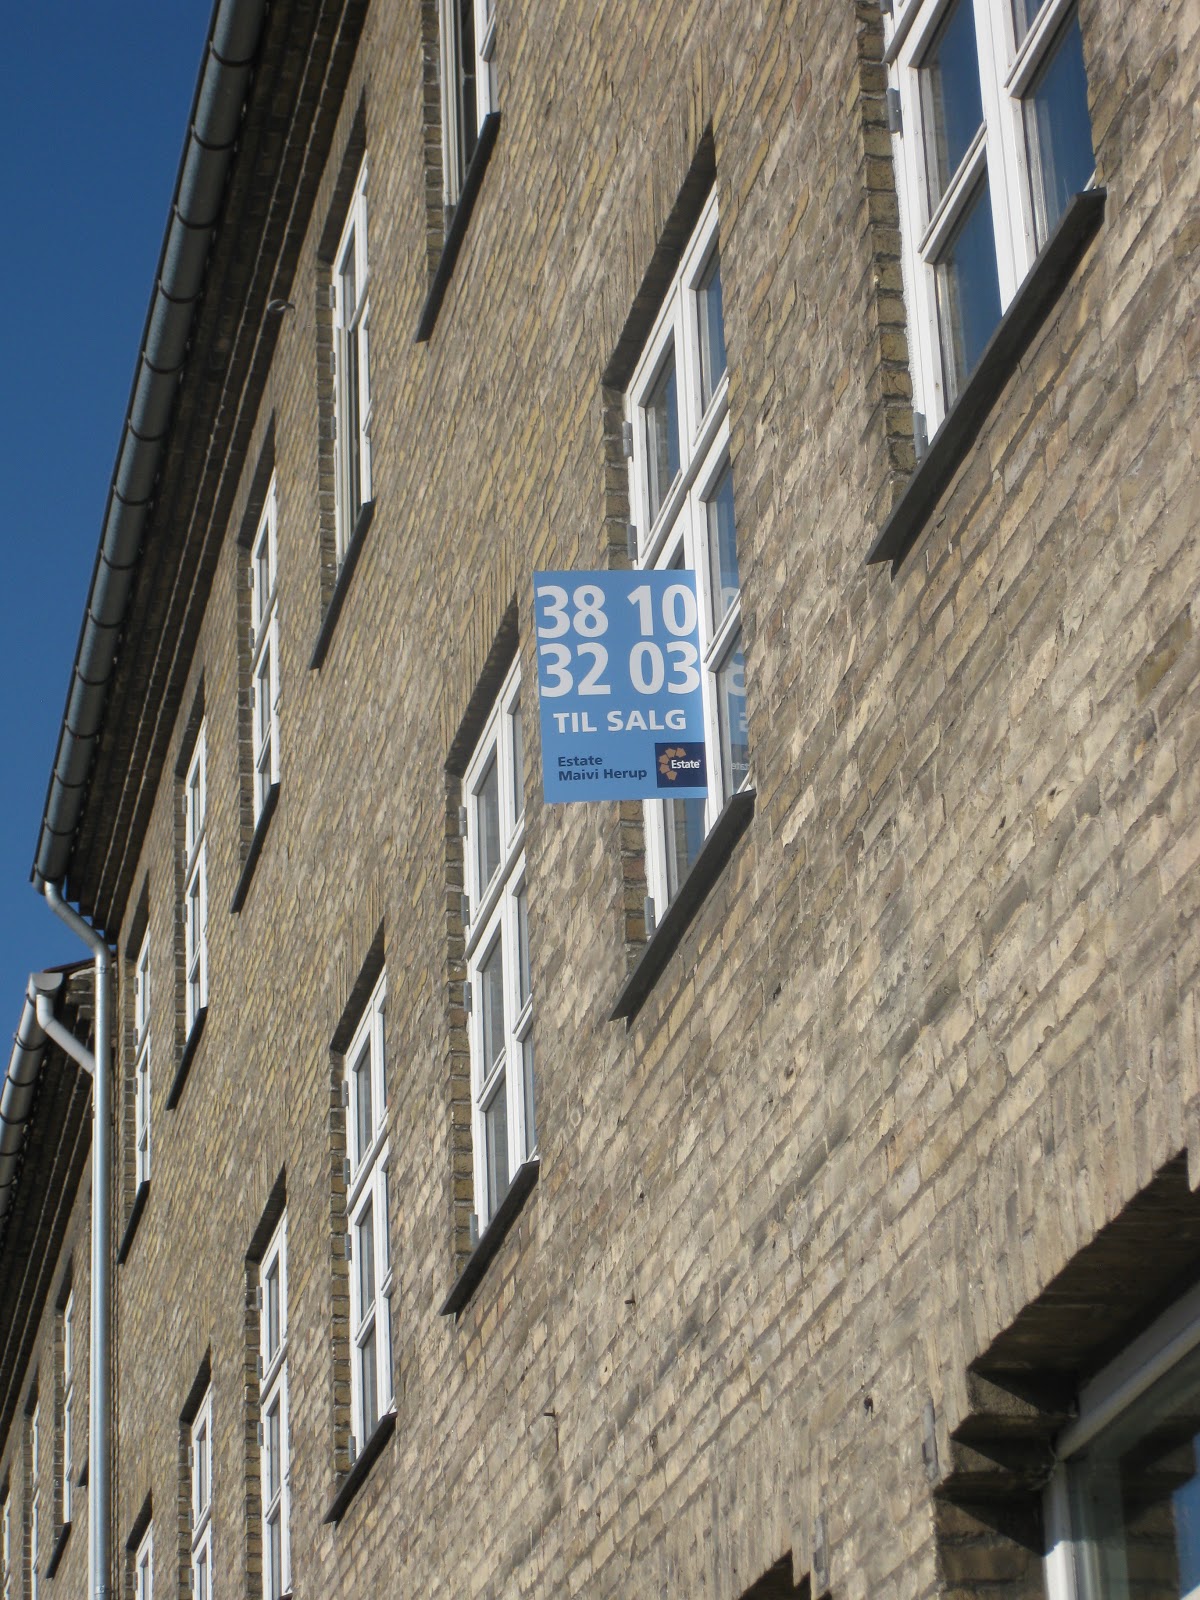 38 10
32 03
TIL SALG
Estate
Maivi Herup
Estate